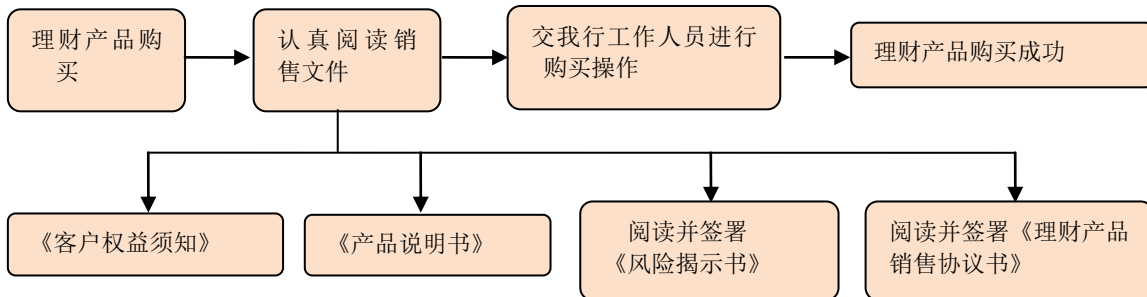 理财产品购
买
认真阅读销
售文件
交我行工作人员进行
购买操作
理财产品购买成功
《客户权益须知》
《产品说明书》
阅读并签署
《风险揭示书》
阅读并签署《理财产品
销售协议书》